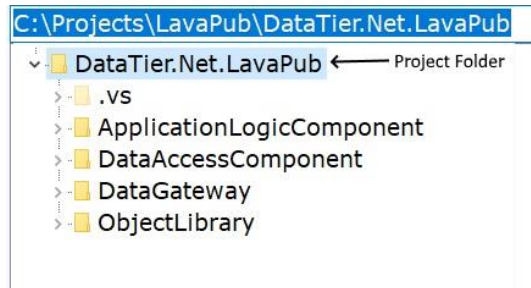 C:\Projects\LavaPub\DataTier.Net.LavaPub
DataTier.Net.LavaPub Project Folder
.vs
ApplicationLogicComponent
DataAccessComponent
DataGateway
ObjectLibrary